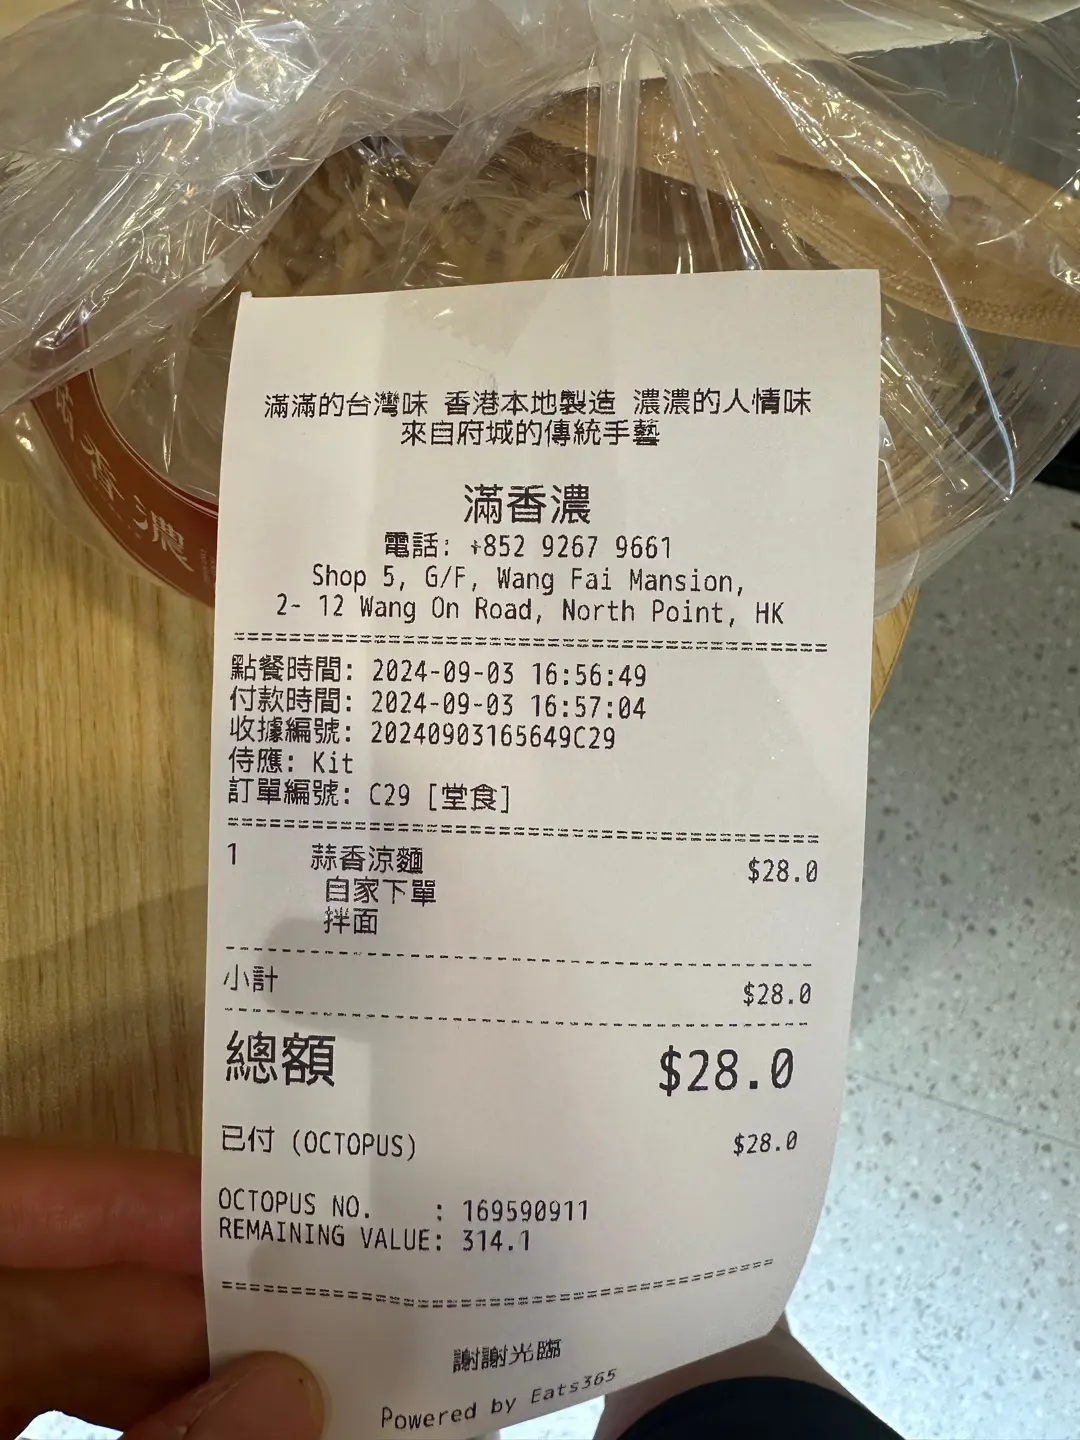 滿滿的台灣味 香港本地製造 濃濃的人情味
來自府城的傳統手藝
滿香濃
電話: +852 9267 9661
Shop 5, G/F, Wang Fai Mansion,
2- 12 Wang On Road, North Point, HK
點餐時間: 2024-09-03 16:56:49
付款時間: 2024-09-03 16:57:04
收據編號: 20240903165649C29
侍應: Kit
訂單編號: C29 [堂食]
1 蒜香涼麵 $28.0
自家下單
拌面
小計 $28.0
總額 $28.0
已付 (OCTOPUS) $28.0
OCTOPUS NO. : 169590911
REMAINING VALUE: 314.1
謝謝光臨
Powered by Eats365
香濃